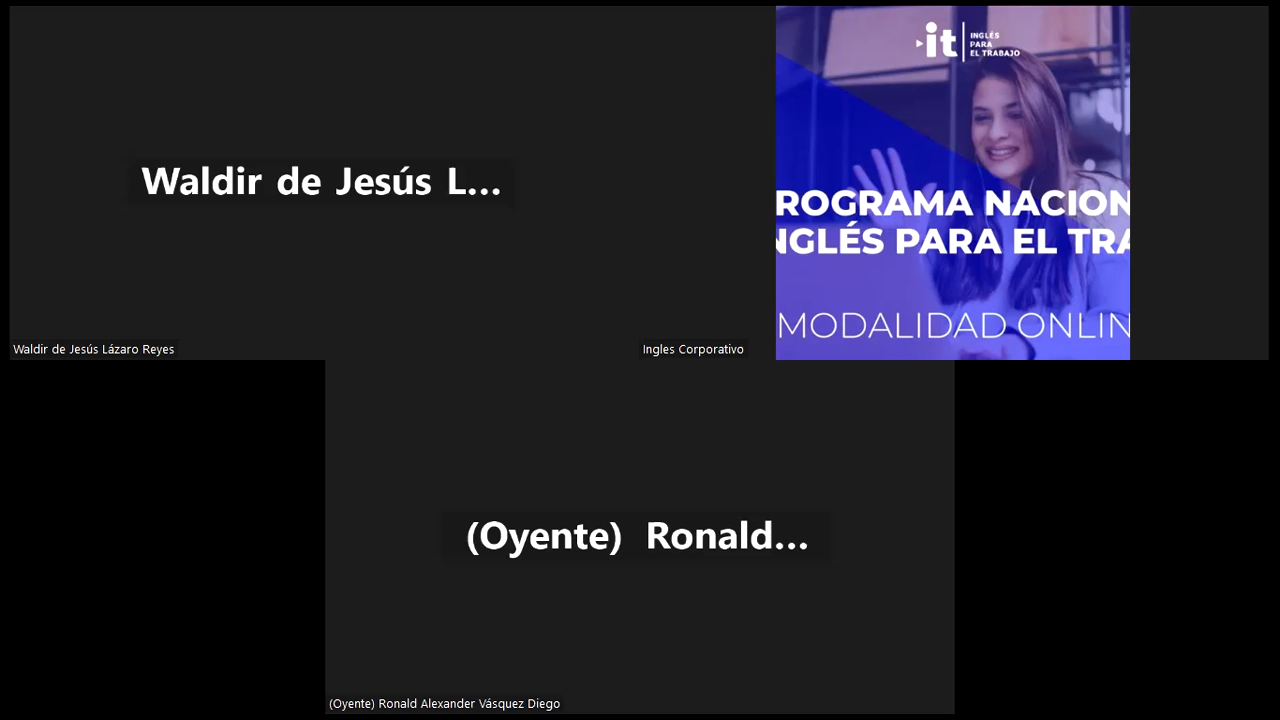 it
INGLÉS
PARA
EL TRABAJO
Waldir de Jesús L...
ROGRAMA NACION
NGLÉS PARA EL TRA
MODALIDAD ONLIN
Waldir de Jesús Lázaro Reyes
Ingles Corporativo
(Oyente) Ronald...
(Oyente) Ronald Alexander Vásquez Diego